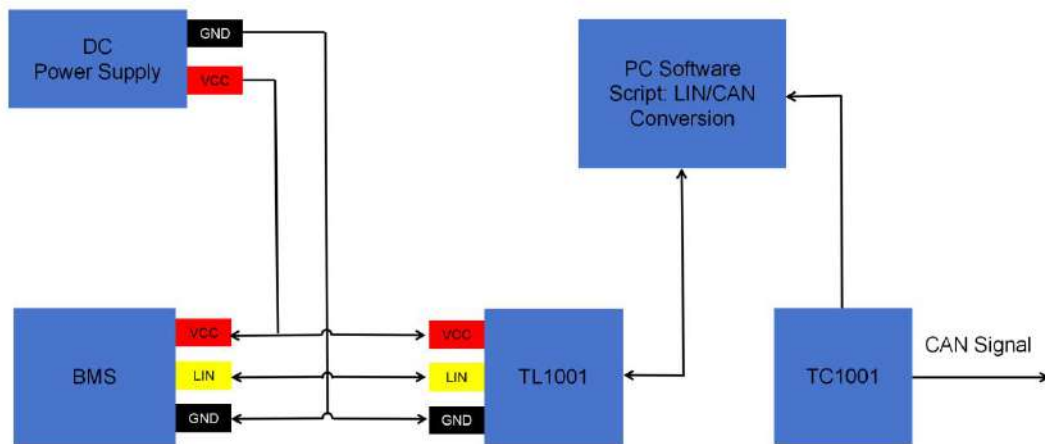 DC
Power Supply
GND
VCC
PC Software
Script: LIN/CAN
Conversion
BMS
VCC
LIN
GND
VCC
LIN
GND
TL1001
TC1001
CAN Signal